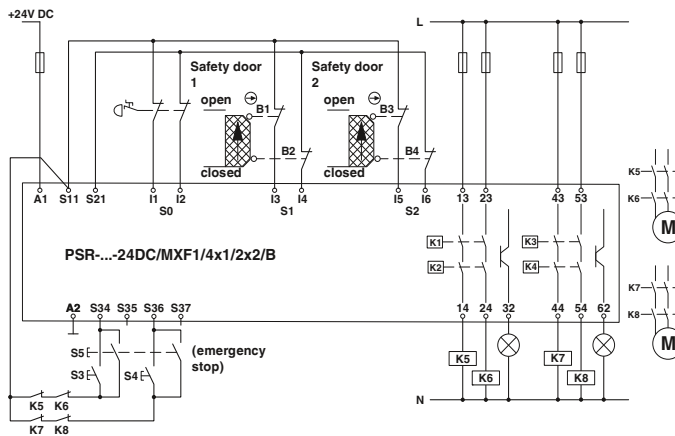 +24V DC
L
Safety door
1
Safety door
2
open
open
B1
B3
B2
B4
closed
closed
A1 S11 S21 I1 I2 I3 I4 I5 I6 13 23 43 53
S0 S1 S2
K5
K6
M
PSR-...-24DC/MXF1/4x1/2x2/B
K1
K2
K3
K4
K7
K8
M
A2 S34 S35 S36 S37 14 24 32 44 54 62
(emergency
stop)
S5
S3
S4
K5
K6
K7
K8
K5 K6
K7 K8
N